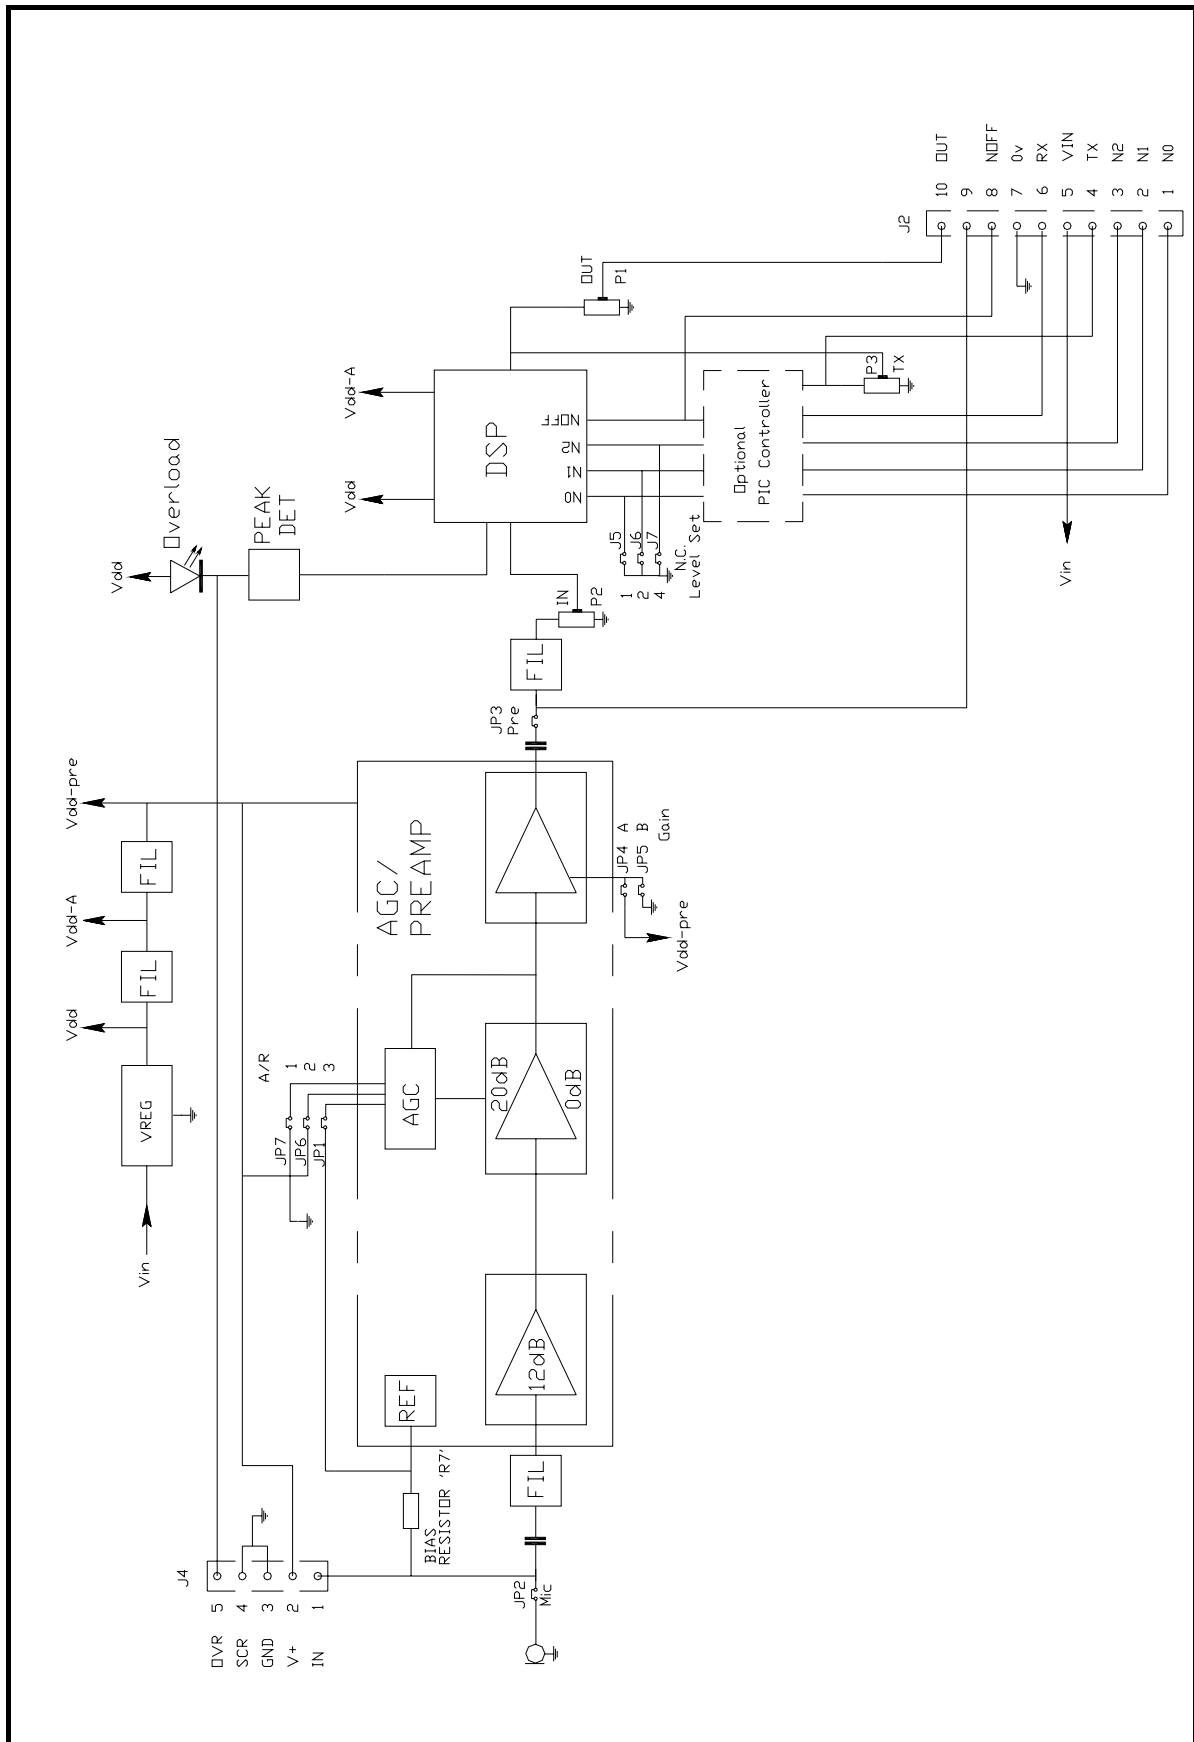 J4
OVR 5
SCR 4
GND 3
V+ 2
IN 1
JP2
Mic
BIAS
RESISTOR 'R7'
FIL
REF
12dB
Vin
VREG
Vdd
FIL
Vdd-A
FIL
Vdd-pre
A/R
JP7 1
JP6 2
JP1 3
AGC
20dB
0dB
AGC/
PREAMP
JP4 A
JP5 B
Gain
Vdd-pre
JP3
Pre
FIL
IN
P2
Vdd
Overload
PEAK
DET
Vdd
Vdd-A
DSP
N0
N1
N2
NOFF
1 J5
2 J6
4 J7
N.C.
Level Set
Optional
PIC Controller
OUT
P1
P3
TX
Vin
J2
10 OUT
9
8 NOFF
7 0v
6 RX
5 VIN
4 TX
3 N2
2 N1
1 N0